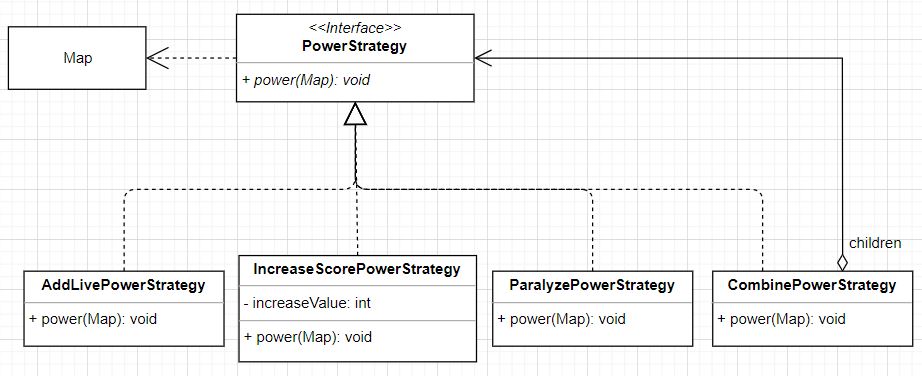 Map
<<Interface>>
PowerStrategy
+ power(Map): void
children
AddLivePowerStrategy
+ power(Map): void
IncreaseScorePowerStrategy
- increaseValue: int
+ power(Map): void
ParalyzePowerStrategy
+ power(Map): void
CombinePowerStrategy
+ power(Map): void